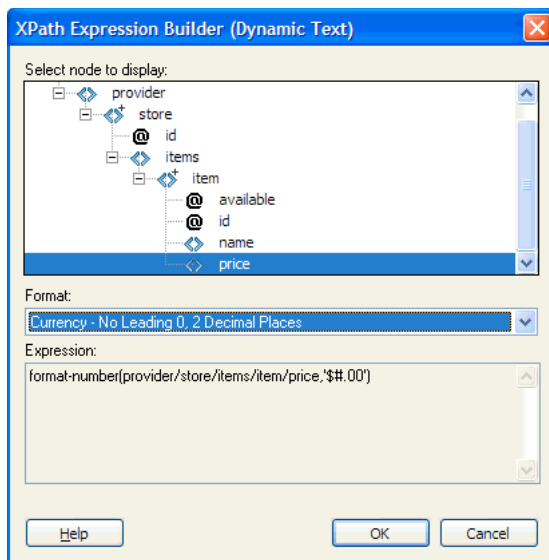 XPath Expression Builder (Dynamic Text)
Select node to display:
provider
store
@ id
items
item
@ available
@ id
name
price
Format:
Currency - No Leading 0, 2 Decimal Places
Expression:
format-number(provider/store/items/item/price,'$#.00')
Help OK Cancel